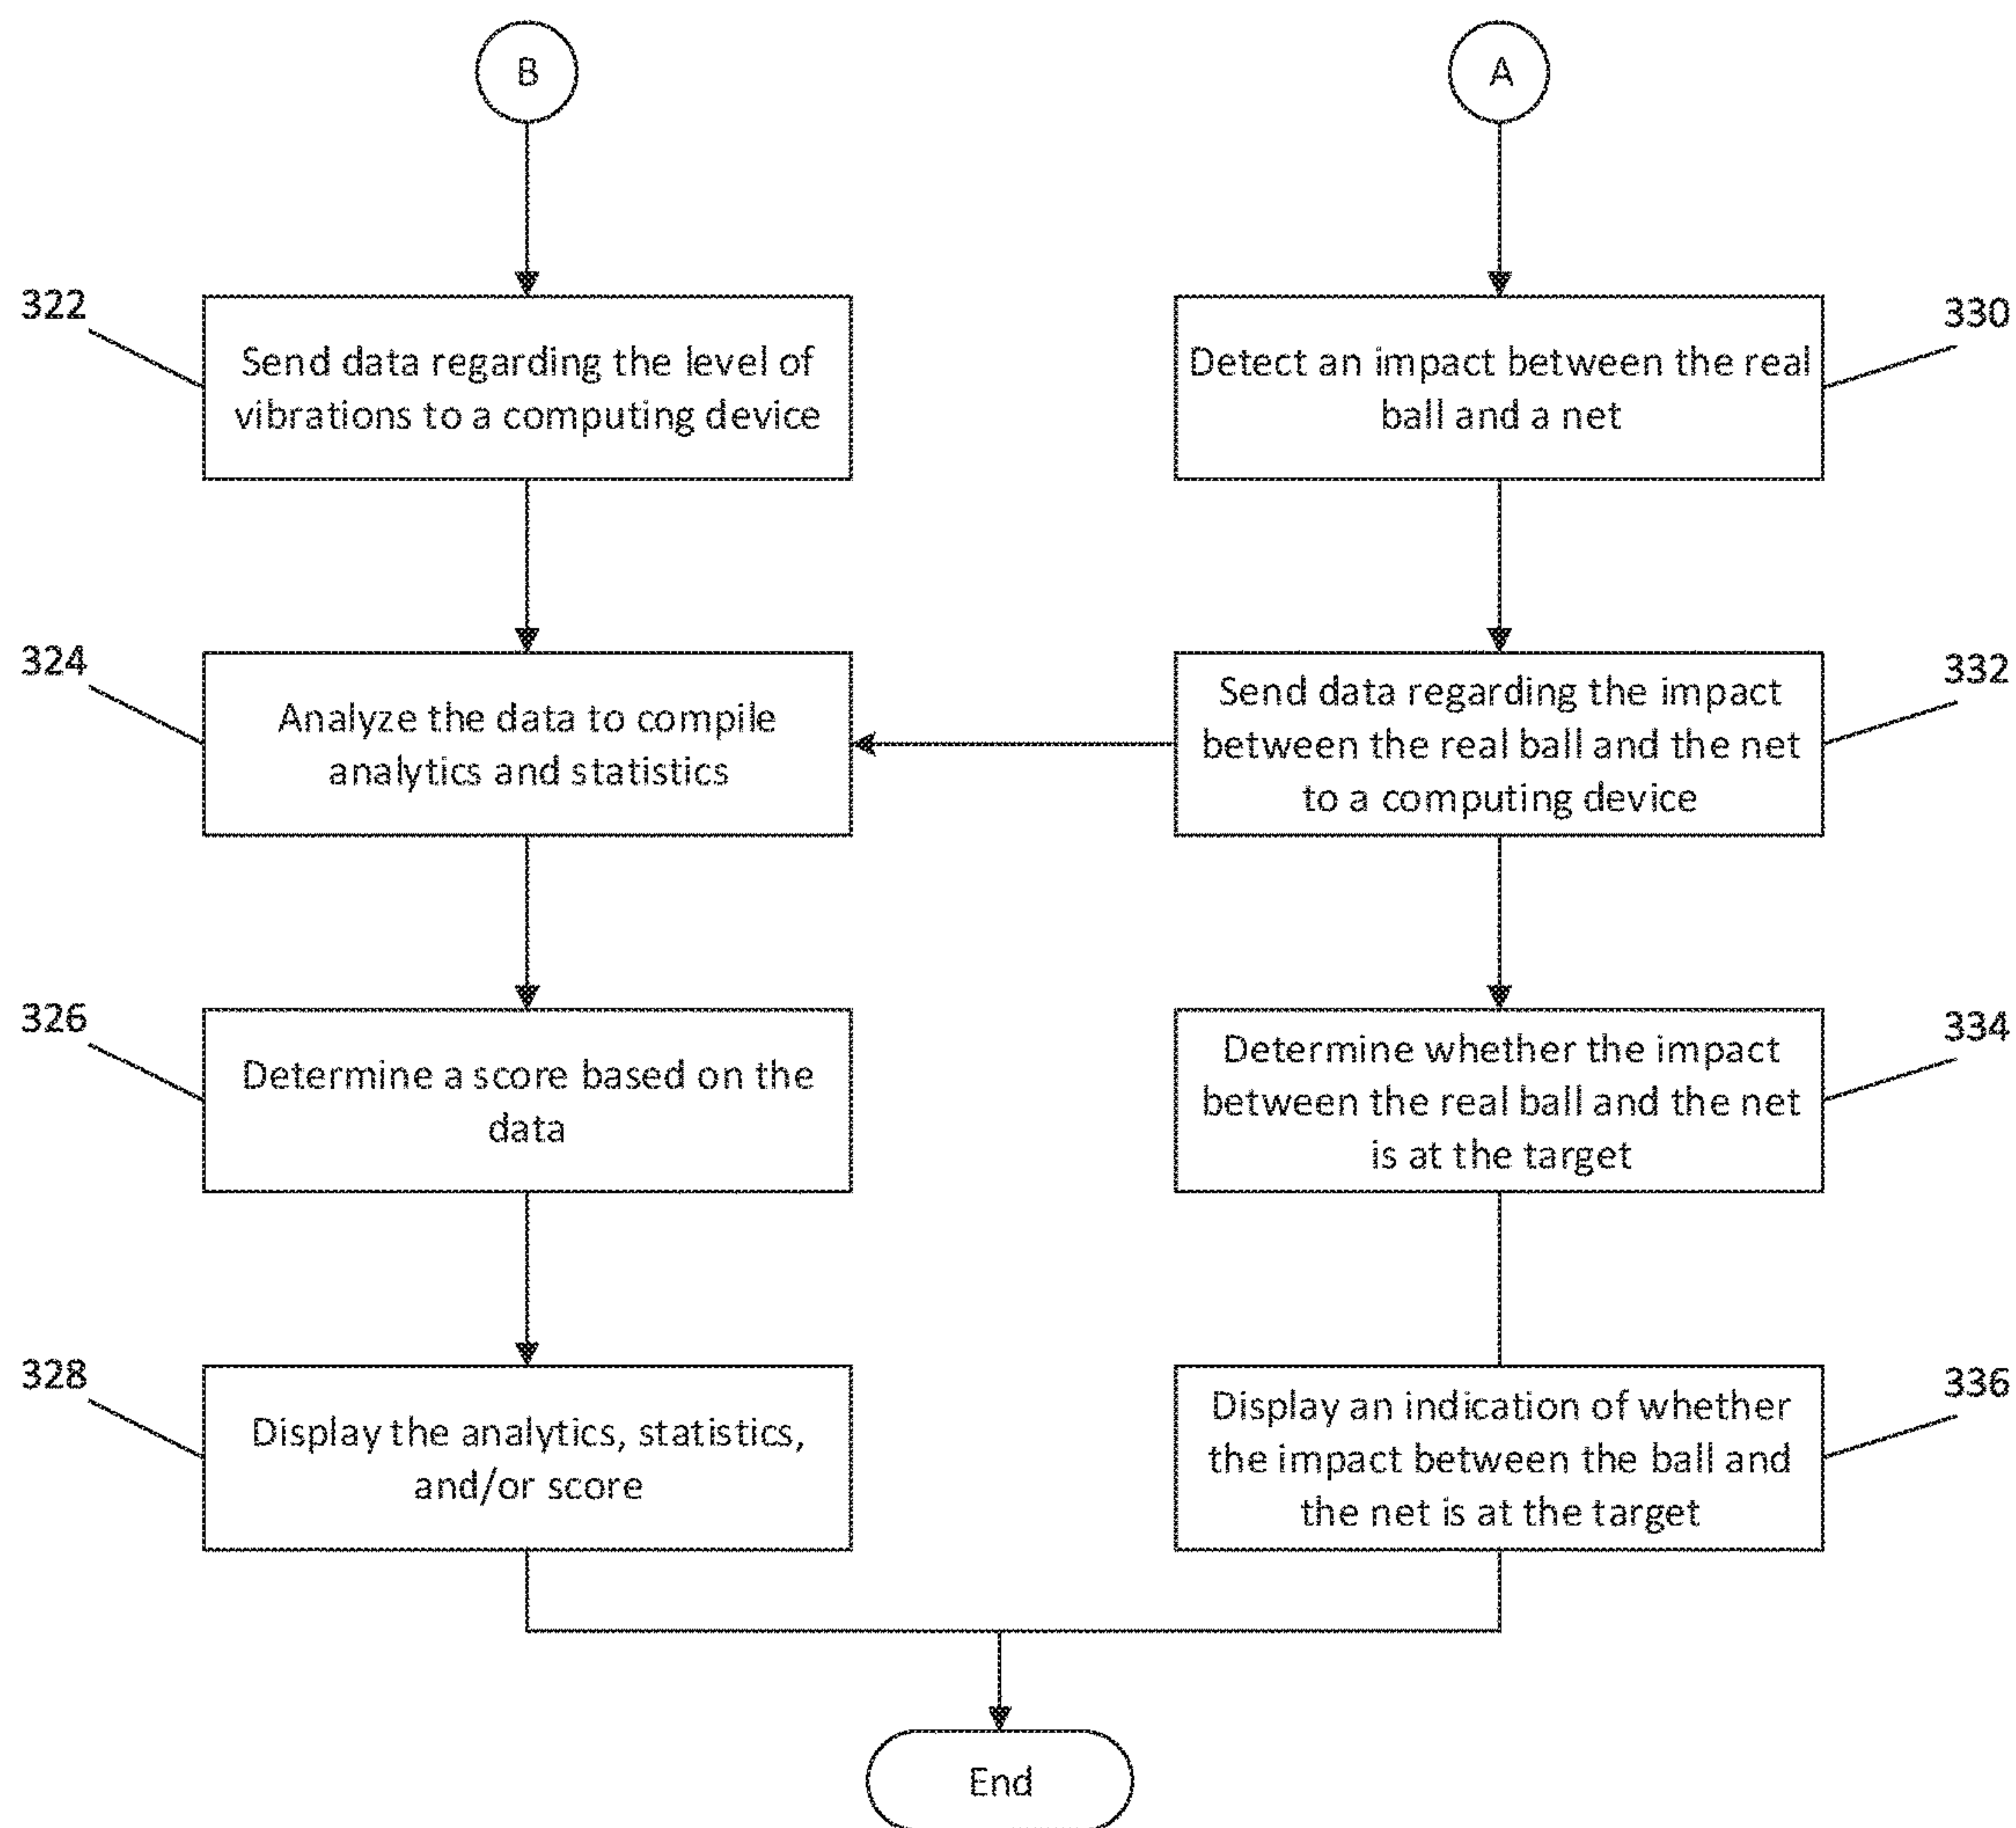 B
A
322
Send data regarding the level of
vibrations to a computing device
330
Detect an impact between the real
ball and a net
324
Analyze the data to compile
analytics and statistics
332
Send data regarding the impact
between the real ball and the net
to a computing device
326
Determine a score based on the
data
334
Determine whether the impact
between the real ball and the net
is at the target
328
Display the analytics, statistics,
and/or score
336
Display an indication of whether
the impact between the ball and
the net is at the target
End